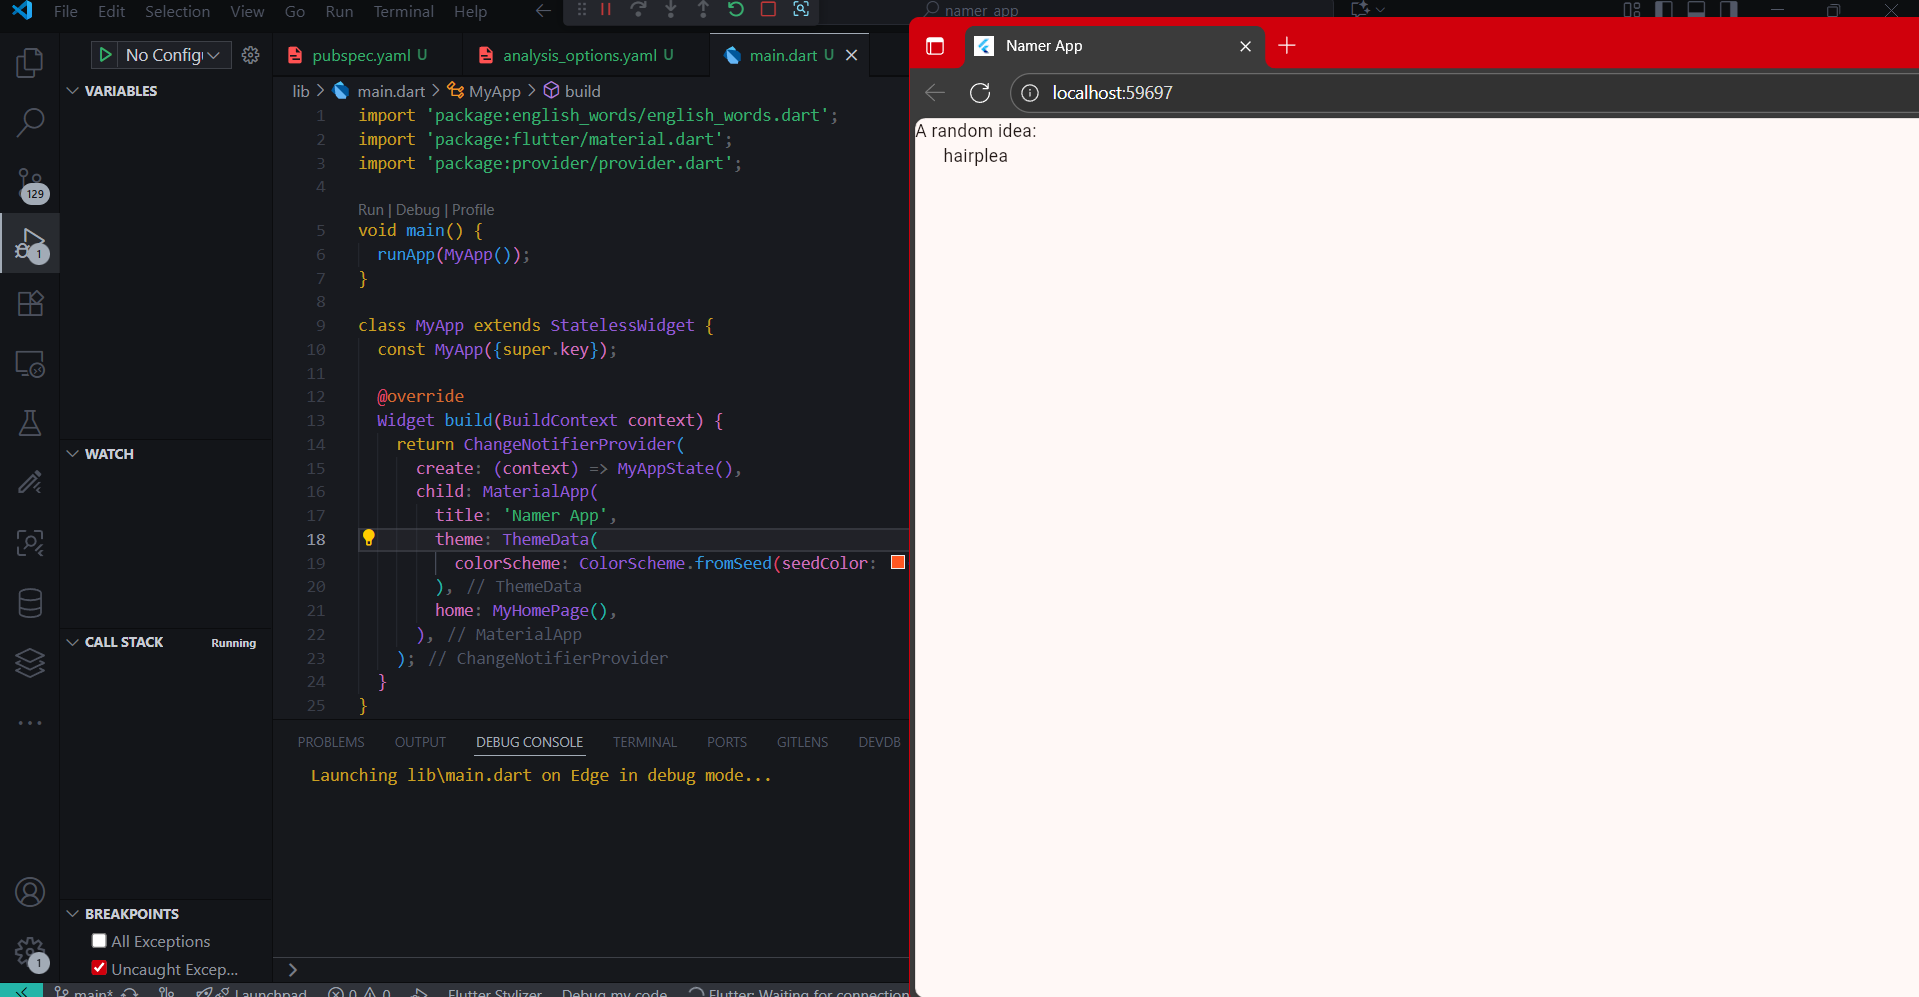 File Edit Selection View Go Run Terminal Help
namer app
No Config
pubspec.yaml U
analysis_options.yaml U
main.dart U
lib > main.dart > MyApp > build
VARIABLES
WATCH
CALL STACK
Running
BREAKPOINTS
All Exceptions
Uncaught Excep...
129
1
1
1 import 'package:english_words/english_words.dart';
2 import 'package:flutter/material.dart';
3 import 'package:provider/provider.dart';
4
Run | Debug | Profile
5 void main() {
6 runApp(MyApp());
7 }
8
9 class MyApp extends StatelessWidget {
10 const MyApp({super.key});
11
12 @override
13 Widget build(BuildContext context) {
14 return ChangeNotifierProvider(
15 create: (context) => MyAppState(),
16 child: MaterialApp(
17 title: 'Namer App',
18 theme: ThemeData(
19 colorScheme: ColorScheme.fromSeed(seedColor:
20 ), // ThemeData
21 home: MyHomePage(),
22 ), // MaterialApp
23 ); // ChangeNotifierProvider
24 }
25 }
PROBLEMS OUTPUT DEBUG CONSOLE TERMINAL PORTS GITLENS DEVDB
Launching lib\main.dart on Edge in debug mode...
main* Launchpad 0 0 Flutter Stylizer Debug my code Flutter: Waiting for connection
Namer App
localhost:59697
A random idea:
hairplea